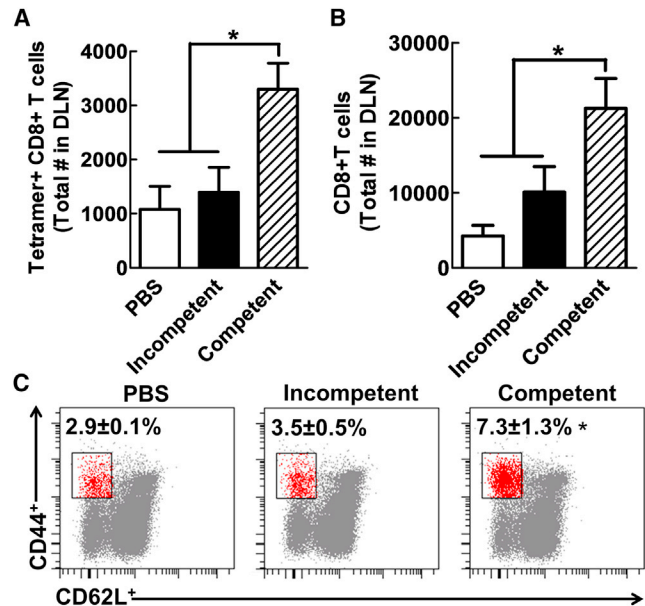 A
Tetramer+ CD8+ T cells
(Total # in DLN)
4000
3000
2000
1000
0
*
PBS
Incompetent
Competent
B
CD8+T cells
(Total # in DLN)
30000
20000
10000
0
*
PBS
Incompetent
Competent
C
PBS
Incompetent
Competent
2.9±0.1%
3.5±0.5%
7.3±1.3% *
CD44+
CD62L+